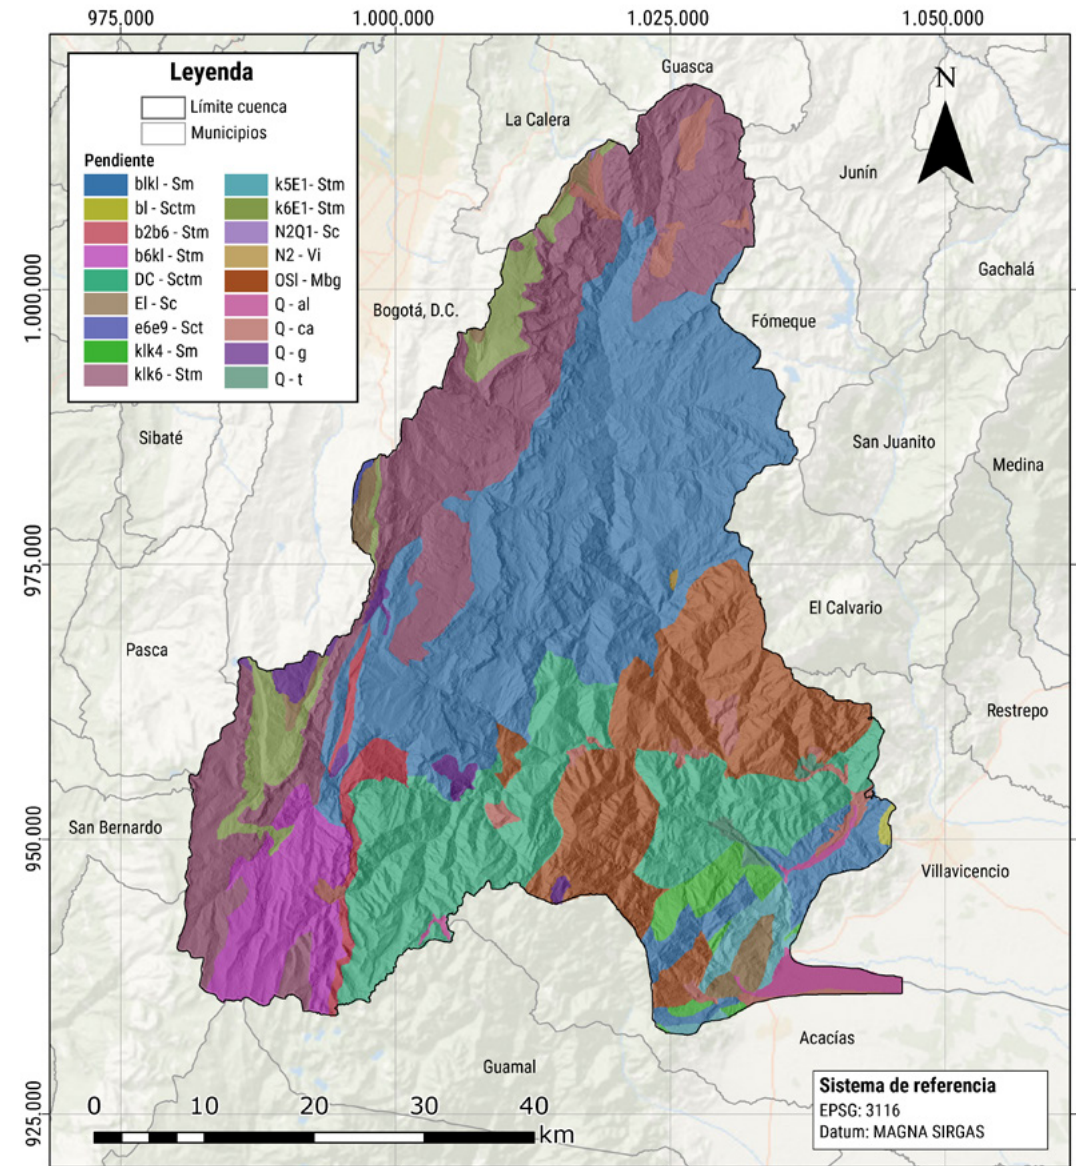 975.000 1.000.000 1.025.000 1.050.000
Leyenda
Límite cuenca
Municipios
Pendiente
blkl - Sm
bl - Sctm
b2b6 - Stm
b6kl - Stm
DC - Sctm
El - Sc
e6e9 - Sct
klk4 - Sm
klk6 - Stm
k5E1- Stm
k6E1- Stm
N2Q1- Sc
N2 - Vi
OSl - Mbg
Q - al
Q - ca
Q - g
Q - t
N
Guasca
La Calera
Junín
Gachalá
Bogotá, D.C.
Fómeque
Sibaté
San Juanito
Medina
El Calvario
Pasca
Restrepo
San Bernardo
Villavicencio
Acacías
Guamal
1.000.000
975.000
950.000
925.000
0 10 20 30 40
km
Sistema de referencia
EPSG: 3116
Datum: MAGNA SIRGAS